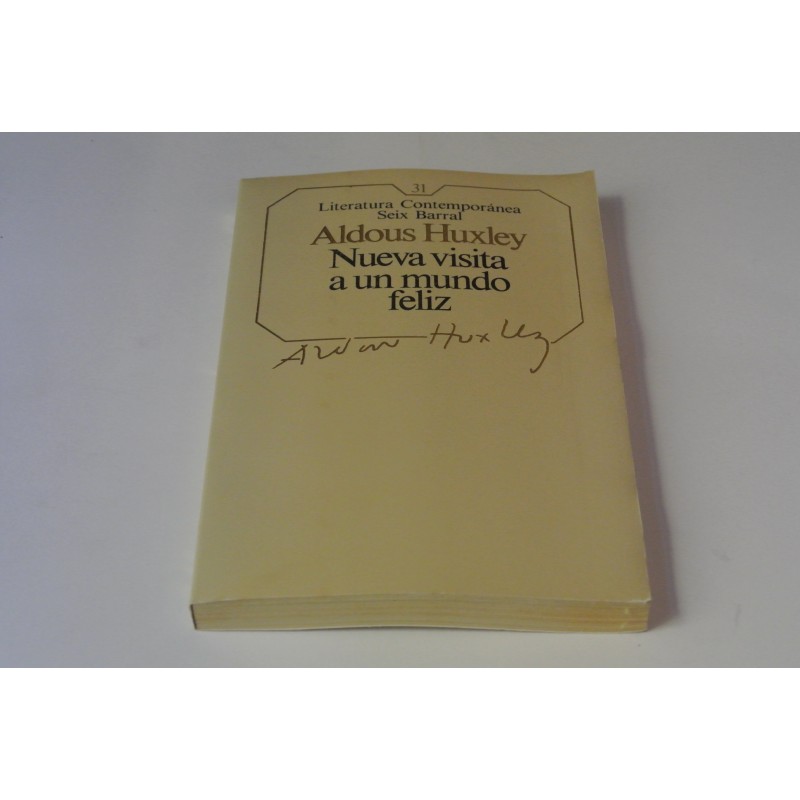 31
Literatura Contemporánea
Seix Barral
Aldous Huxley
Nueva visita
a un mundo
feliz
Aldous Huxley